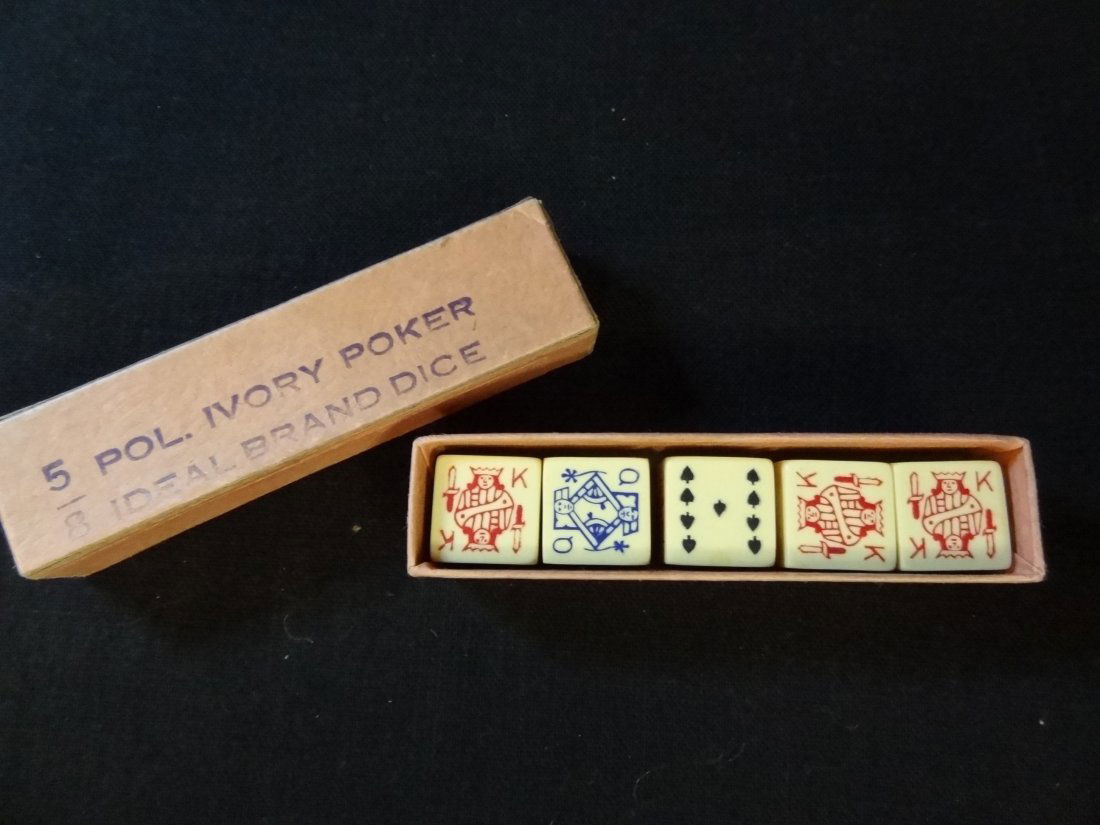 5/8 POL. IVORY POKER
IDEAL BRAND DICE
K Q K K
K Q K K